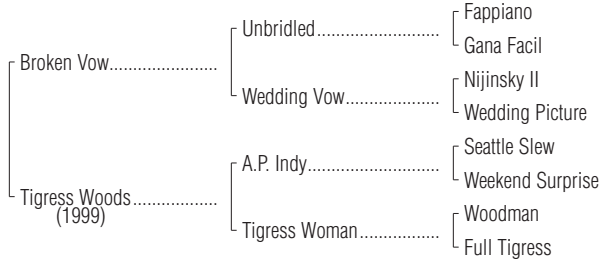 Fappiano
Unbridled
Gana Facil
Broken Vow
Nijinsky II
Wedding Vow
Wedding Picture
Seattle Slew
A.P. Indy
Weekend Surprise
Tigress Woods
(1999)
Woodman
Tigress Woman
Full Tigress